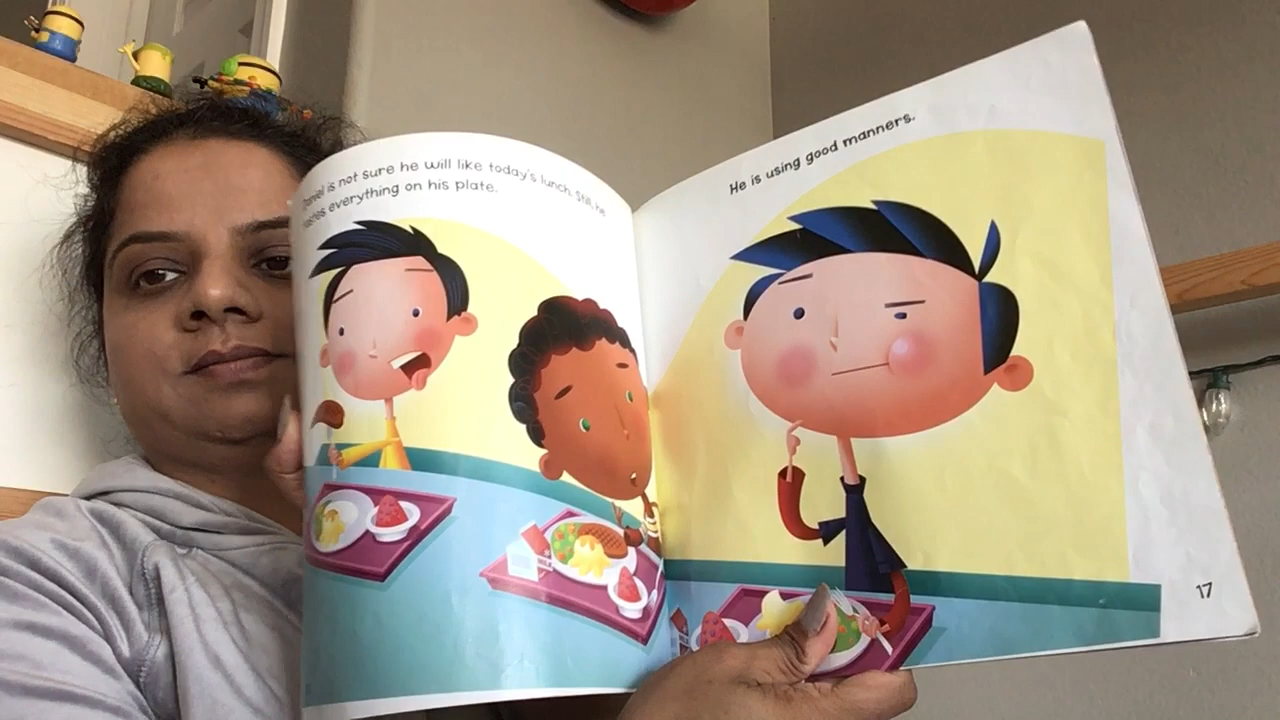 Daniel is not sure he will like today's lunch. Still, he
tastes everything on his plate.
He is using good manners.
17